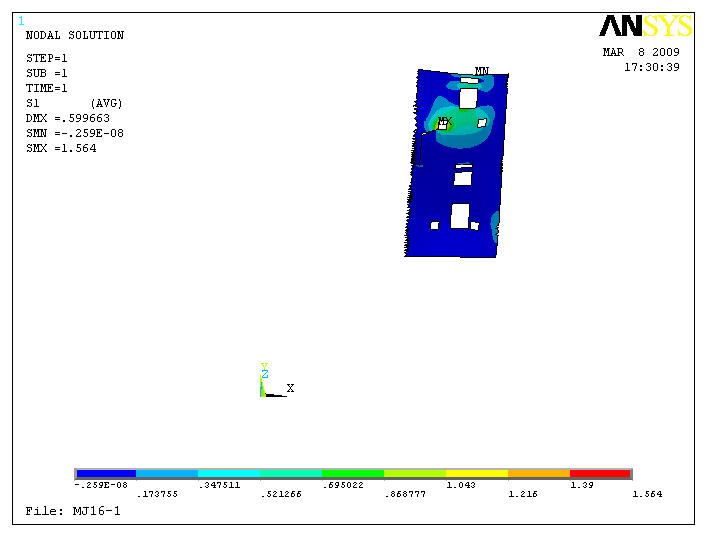 1
NODAL SOLUTION
ANSYS
MAR 8 2009
17:30:39
STEP=1
SUB =1
TIME=1
S1 (AVG)
DMX =.599663
SMN =-.259E-08
SMX =1.564
MN
MX
Y
Z
X
-.259E-08 .347511 .695022 1.043 1.39
.173755 .521266 .868777 1.216 1.564
File: MJ16-1